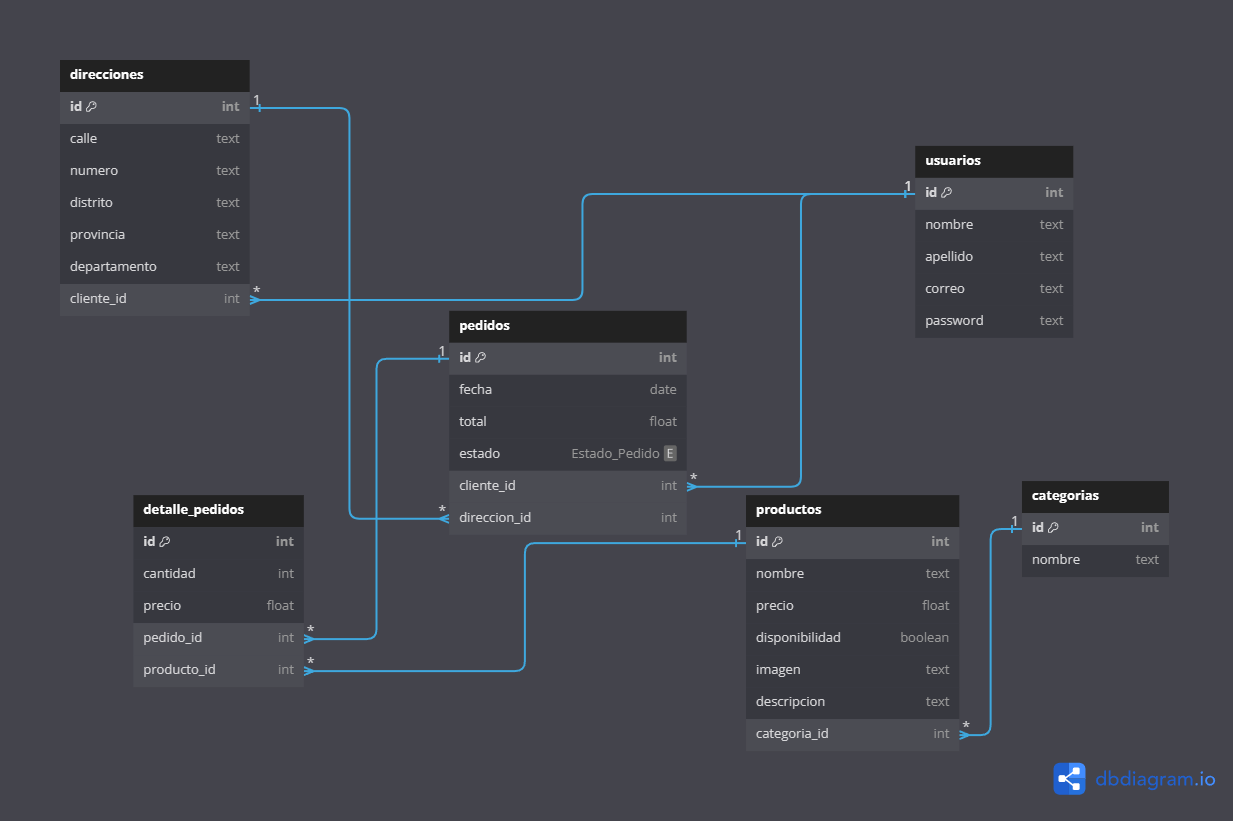 direcciones
id int
calle text
numero text
distrito text
provincia text
departamento text
cliente_id int
1
*
usuarios
1
id int
nombre text
apellido text
correo text
password text
pedidos
1
id int
fecha date
total float
estado Estado_Pedido E
cliente_id int
*
direccion_id int
*
detalle_pedidos
id int
cantidad int
precio float
pedido_id int
*
producto_id int
*
productos
1
id int
nombre text
precio float
disponibilidad boolean
imagen text
descripcion text
categoria_id int
*
categorias
1
id int
nombre text
dbdiagram.io